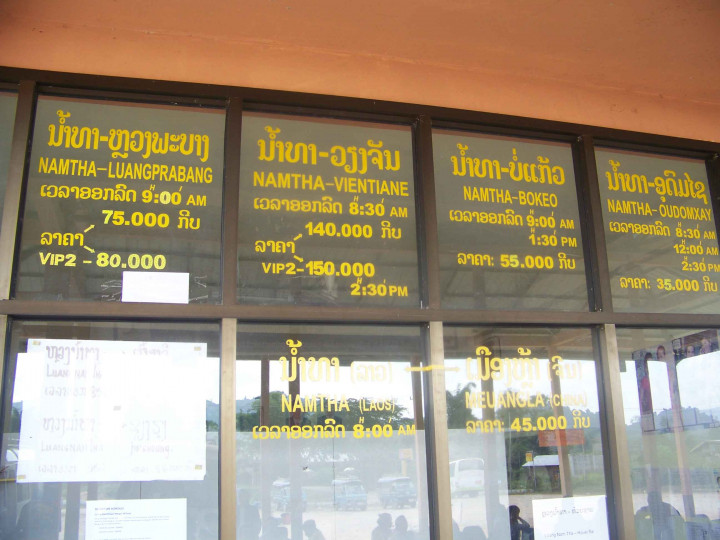 ນ້ຳທາ-ຫຼວງພະບາງ
NAMTHA-LUANGPRABANG
ເວລາອອກລົດ 9:00 AM
75.000 ກີບ
ລາຄາ
VIP2 - 80.000
ນ້ຳທາ-ວຽງຈັນ
NAMTHA-VIENTIANE
ເວລາອອກລົດ 8:30 AM
140.000 ກີບ
ລາຄາ
VIP2-150.000
2:30 PM
ນ້ຳທາ-ບໍ່ແກ້ວ
NAMTHA-BOKEO
ເວລາອອກລົດ 9:00 AM
1:30 PM
ລາຄາ: 55.000 ກີບ
ນ້ຳທາ-ອຸດົມໄຊ
NAMTHA-OUDOMXAY
ເວລາອອກລົດ 8:30 AM
12:00 AM
2:30 PM
ລາຄາ: 35.000 ກີບ
ນ້ຳທາ (ລາວ) — ເມືອງຫຼ້າ (ຈີນ)
NAMTHA (LAOS) MEUANGLA (CHINA)
ເວລາອອກລົດ 8:00 AM ລາຄາ: 45.000 ກີບ